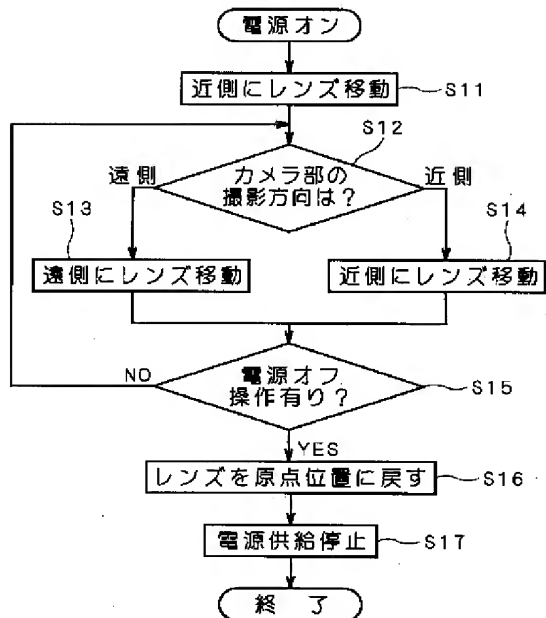 電源オン
近側にレンズ移動
S11
S12
カメラ部の
撮影方向は?
遠側
近側
S13
S14
遠側にレンズ移動
近側にレンズ移動
NO
電源オフ
操作有り?
S15
YES
レンズを原点位置に戻す
S16
電源供給停止
S17
終了